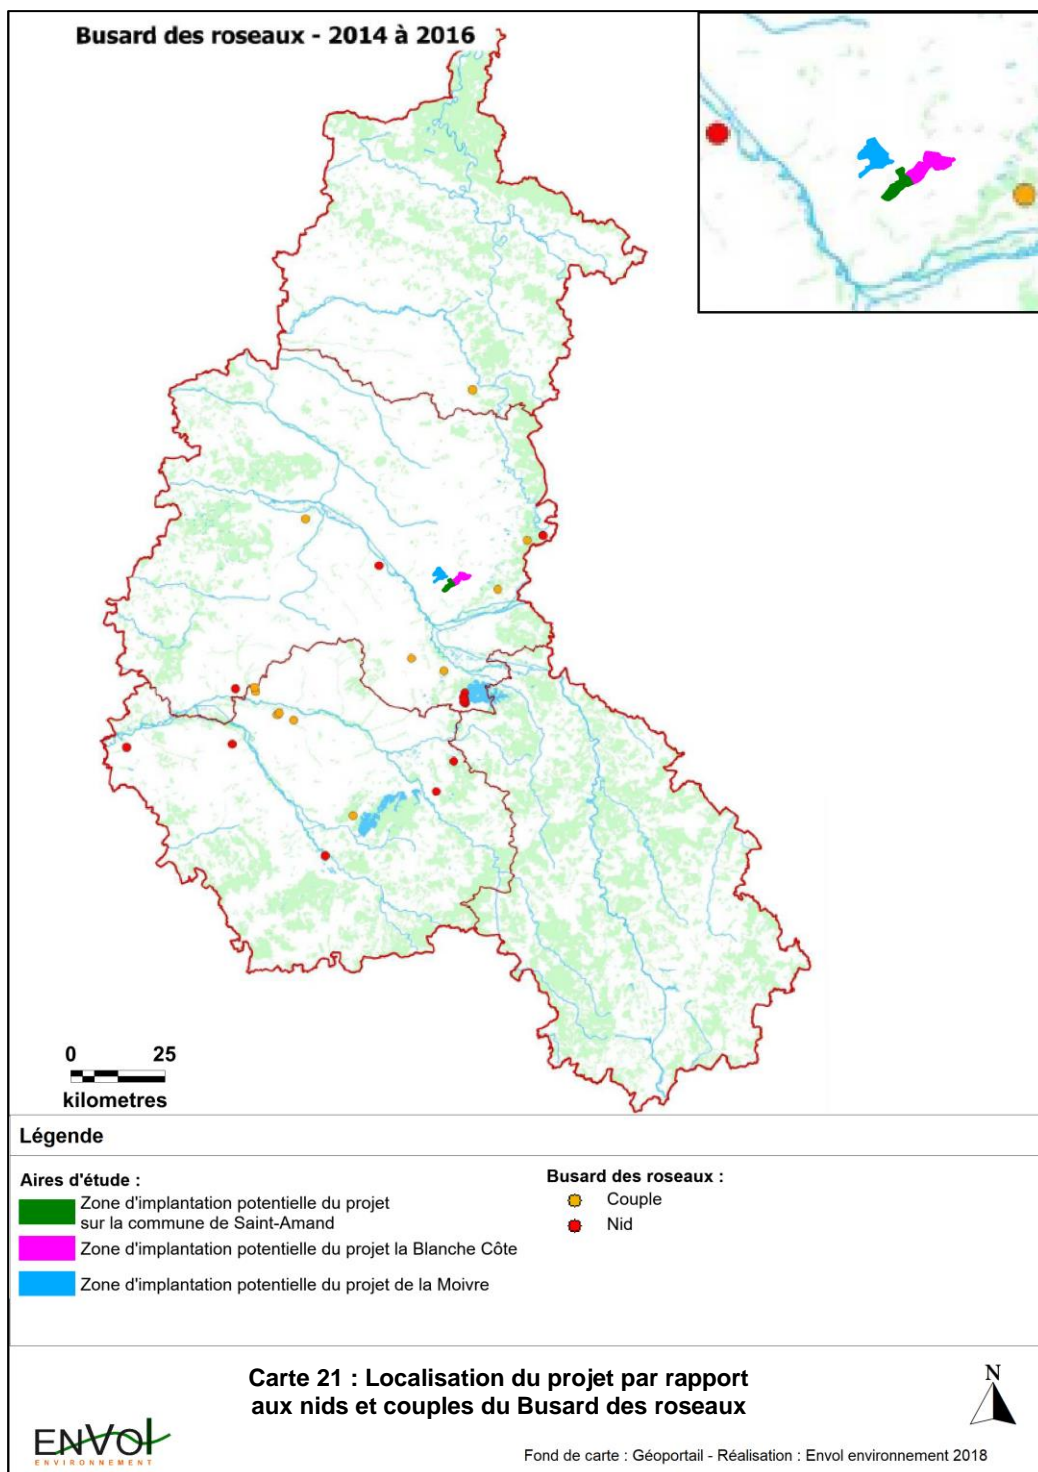 Busard des roseaux - 2014 à 2016
0 25
kilometres
Légende
Aires d'étude :
Zone d'implantation potentielle du projet
sur la commune de Saint-Amand
Zone d'implantation potentielle du projet la Blanche Côte
Zone d'implantation potentielle du projet de la Moivre
Busard des roseaux :
Couple
Nid
Carte 21 : Localisation du projet par rapport
aux nids et couples du Busard des roseaux
N
ENVOl
ENVIRONNEMENT
Fond de carte : Géoportail - Réalisation : Envol environnement 2018